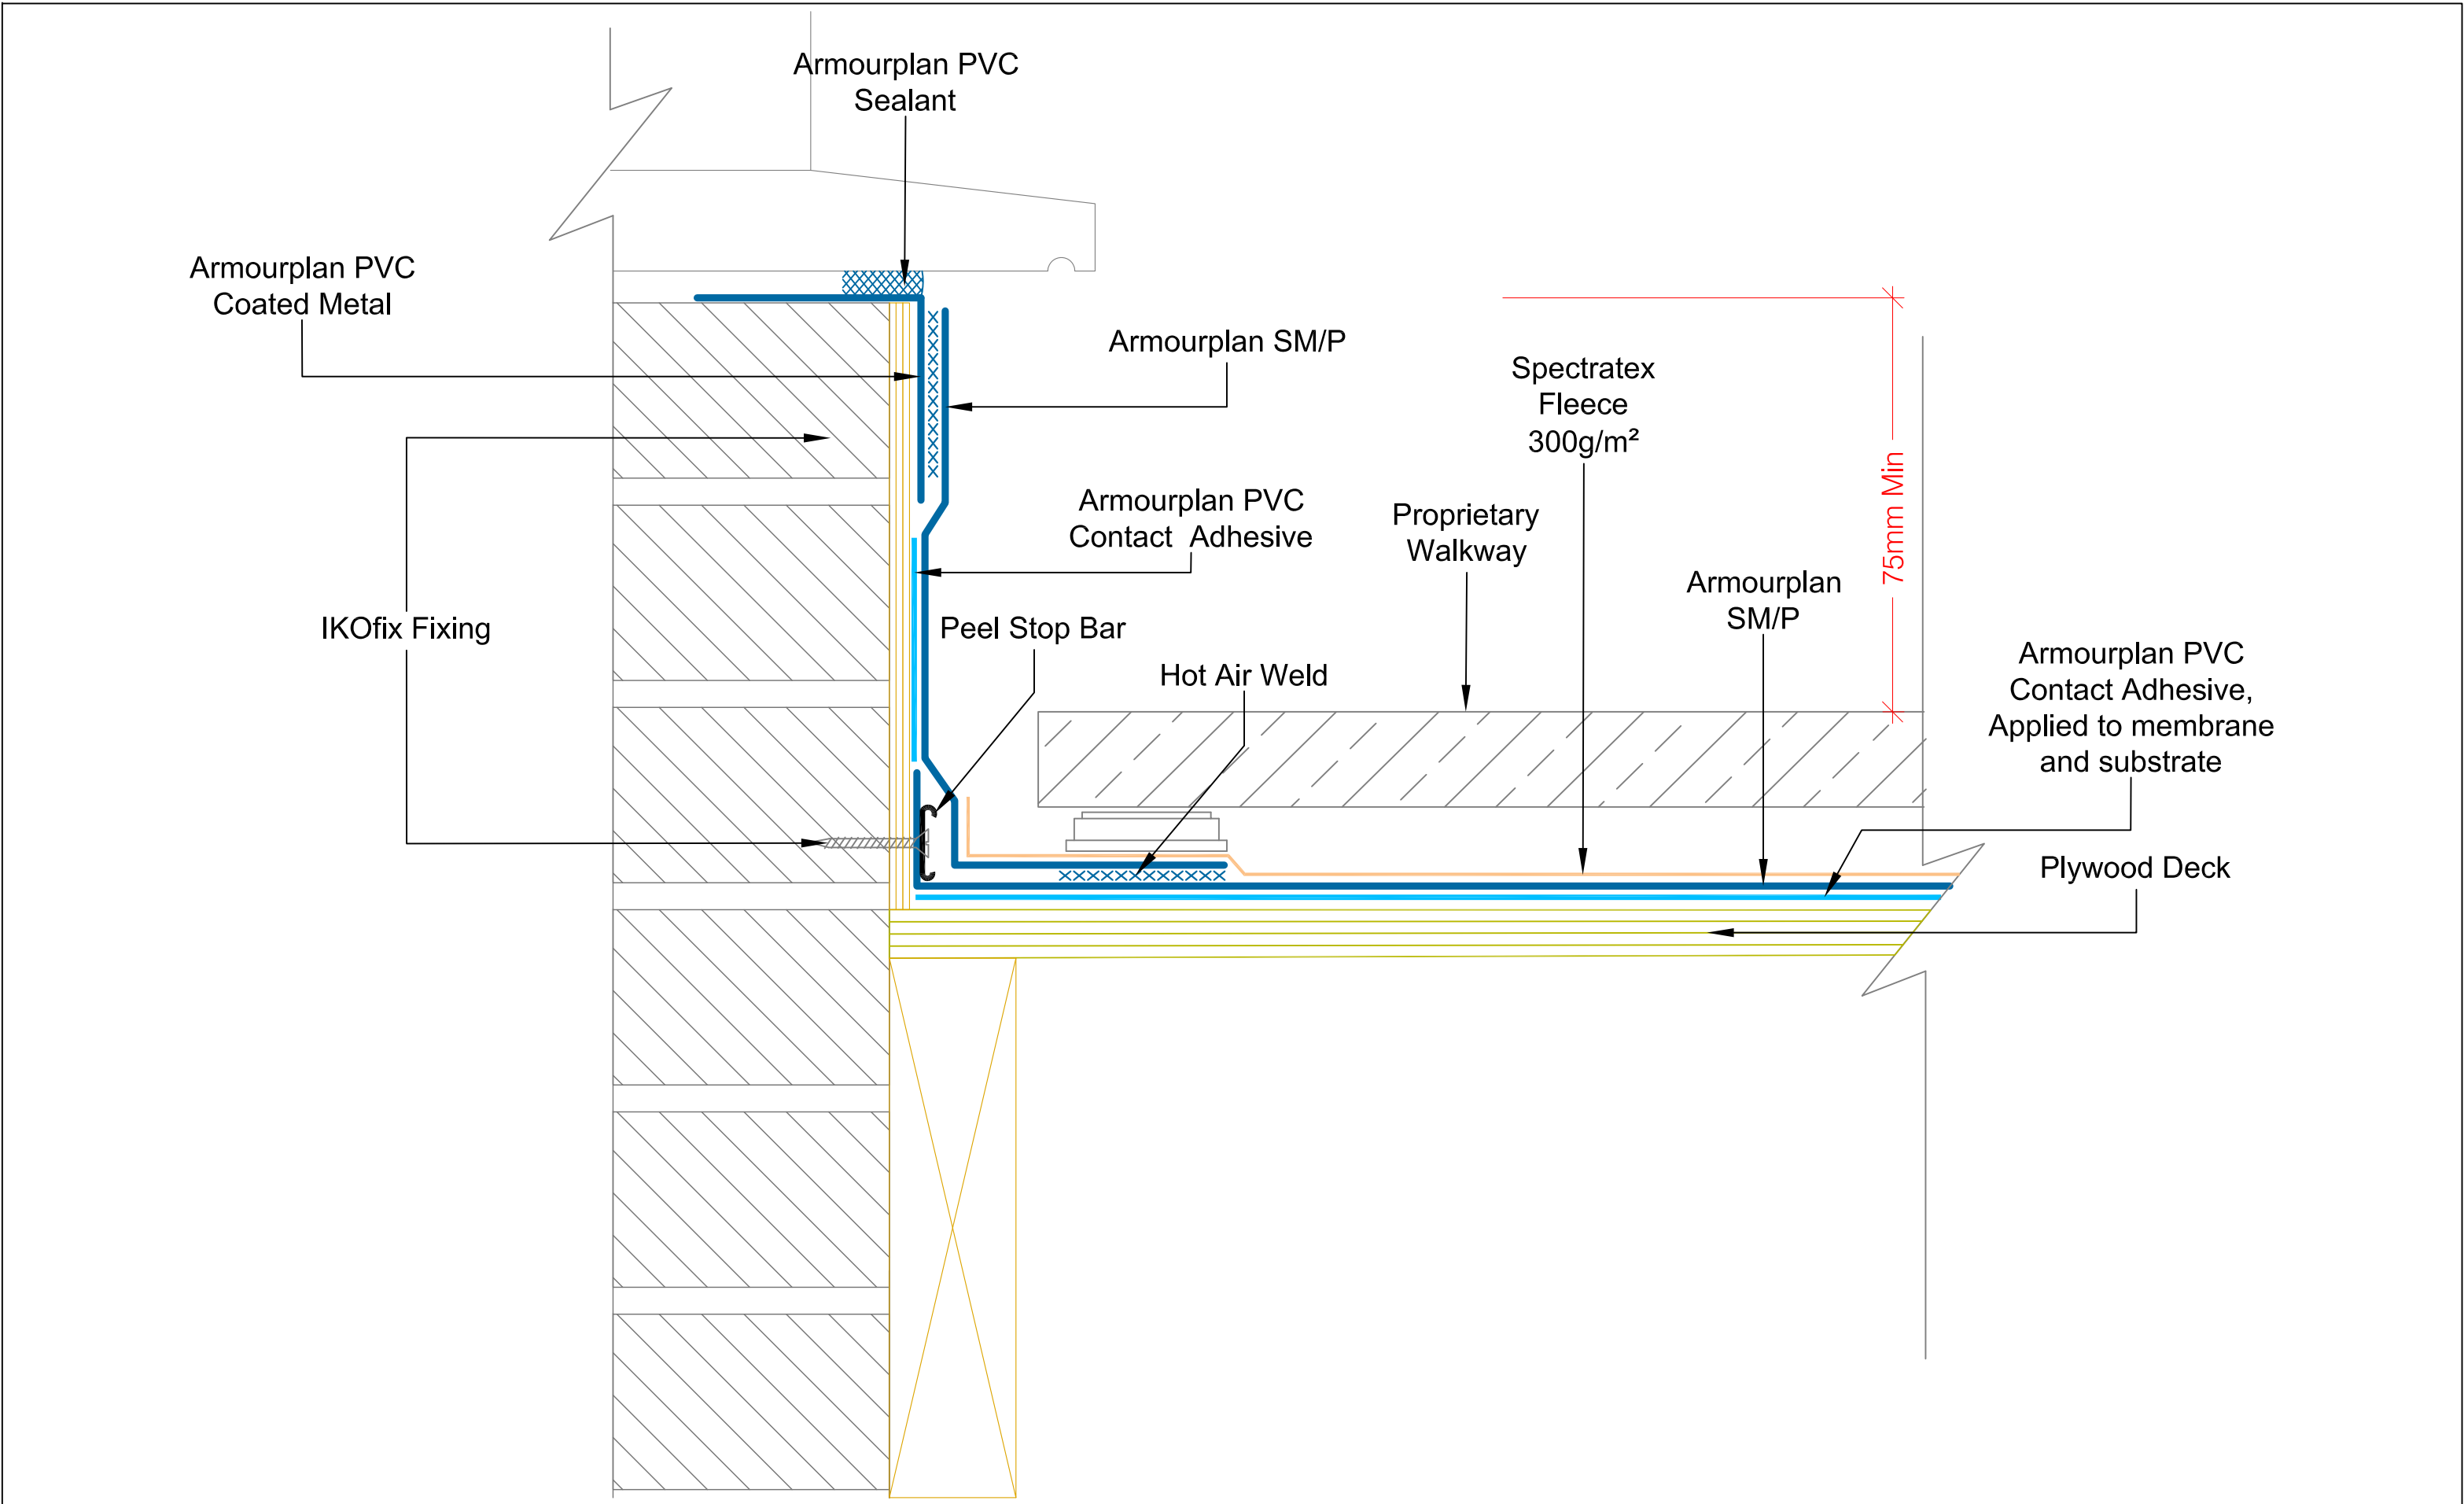 Armourplan PVC
Sealant
Armourplan PVC
Coated Metal
Armourplan SM/P
Spectratex
Fleece
300g/m²
Armourplan PVC
Contact Adhesive
Proprietary
Walkway
75mm Min
Armourplan
SM/P
IKOfix Fixing
Peel Stop Bar
Hot Air Weld
Armourplan PVC
Contact Adhesive,
Applied to membrane
and substrate
Plywood Deck